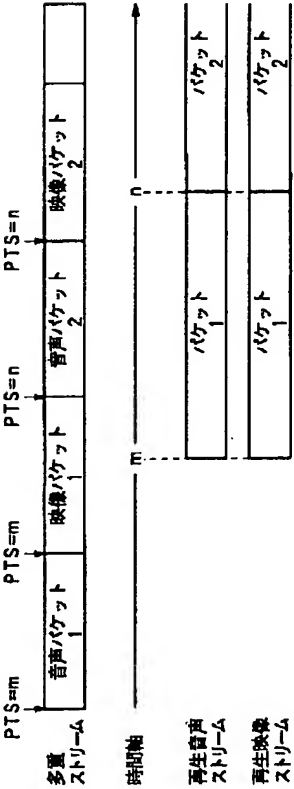 PTS=m PTS=m PTS=n PTS=n
多重
ストリーム
音声パケット
1
映像パケット
1
音声パケット
2
映像パケット
2
時間軸
m n
再生音声
ストリーム
パケット
1
パケット
2
再生映像
ストリーム
パケット
1
パケット
2